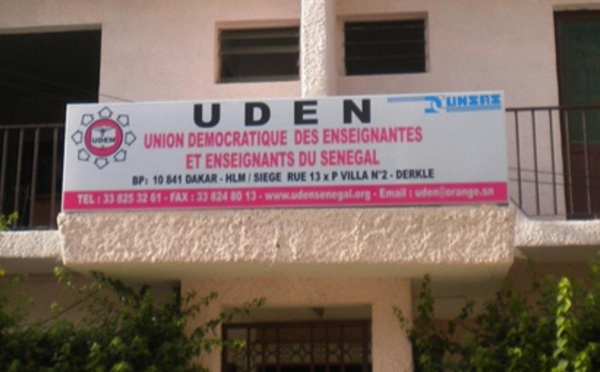 UDEN
UDEN
UNSAS
UNION DEMOCRATIQUE DES ENSEIGNANTES
ET ENSEIGNANTS DU SENEGAL
BP: 10 841 DAKAR - HLM / SIEGE RUE 13 x P VILLA N°2 - DERKLE
TEL : 33 825 32 61 - FAX : 33 824 80 13 - www.udensenegal.org - Email : uden@orange.sn